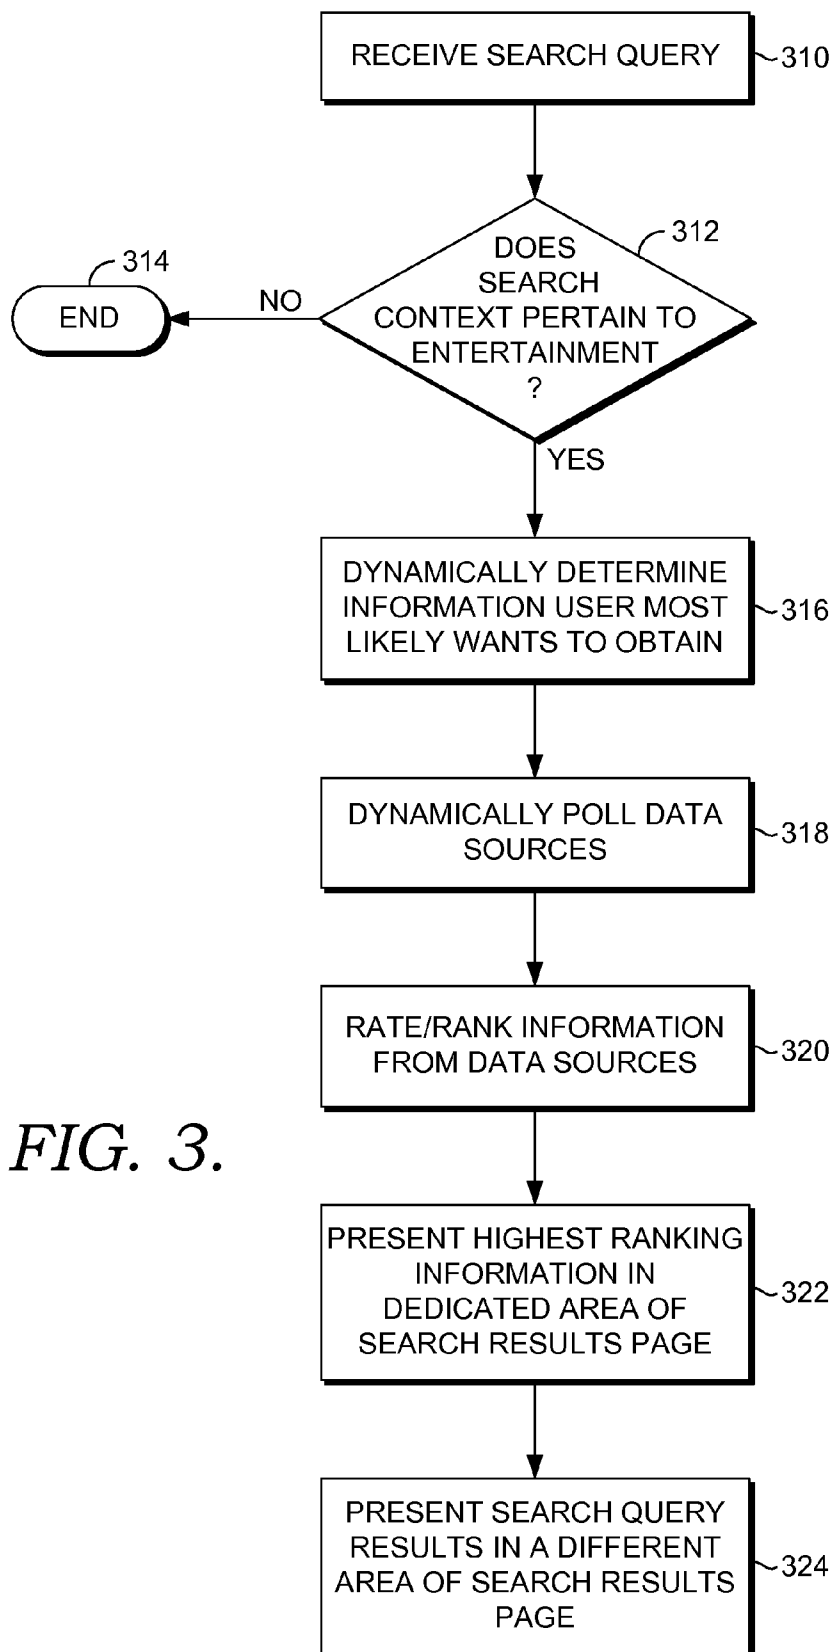 RECEIVE SEARCH QUERY
310
DOES
SEARCH
CONTEXT PERTAIN TO
ENTERTAINMENT
?
312
NO
314
END
YES
DYNAMICALLY DETERMINE
INFORMATION USER MOST
LIKELY WANTS TO OBTAIN
316
DYNAMICALLY POLL DATA
SOURCES
318
RATE/RANK INFORMATION
FROM DATA SOURCES
320
FIG. 3.
PRESENT HIGHEST RANKING
INFORMATION IN
DEDICATED AREA OF
SEARCH RESULTS PAGE
322
PRESENT SEARCH QUERY
RESULTS IN A DIFFERENT
AREA OF SEARCH RESULTS
PAGE
324